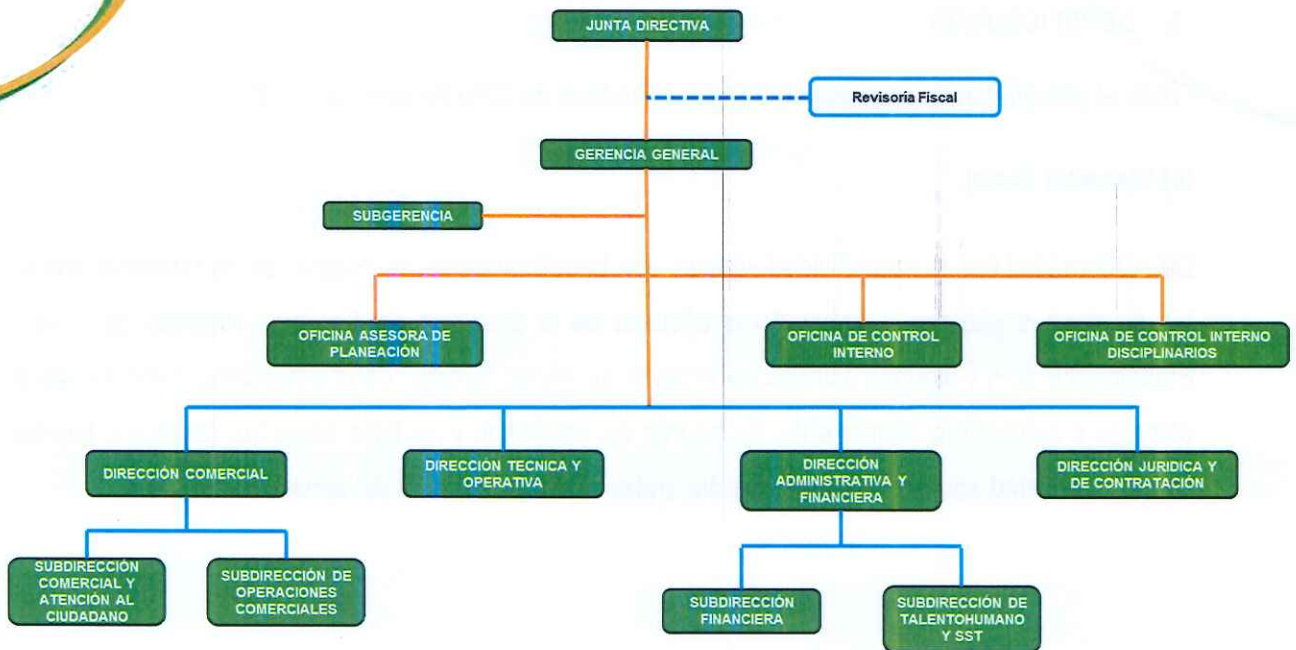 JUNTA DIRECTIVA
Revisoria Fiscal
GERENCIA GENERAL
SUBGERENCIA
OFICINA ASESORA DE
PLANEACIÓN
OFICINA DE CONTROL
INTERNO
OFICINA DE CONTROL INTERNO
DISCIPLINARIOS
DIRECCIÓN COMERCIAL
DIRECCIÓN TECNICA Y
OPERATIVA
DIRECCIÓN
ADMINISTRATIVA Y
FINANCIERA
DIRECCIÓN JURIDICA Y
DE CONTRATACIÓN
SUBDIRECCIÓN
COMERCIAL Y
ATENCIÓN AL
CIUDADANO
SUBDIRECCIÓN DE
OPERACIONES
COMERCIALES
SUBDIRECCIÓN
FINANCIERA
SUBDIRECCIÓN DE
TALENTOHUMANO
Y SST